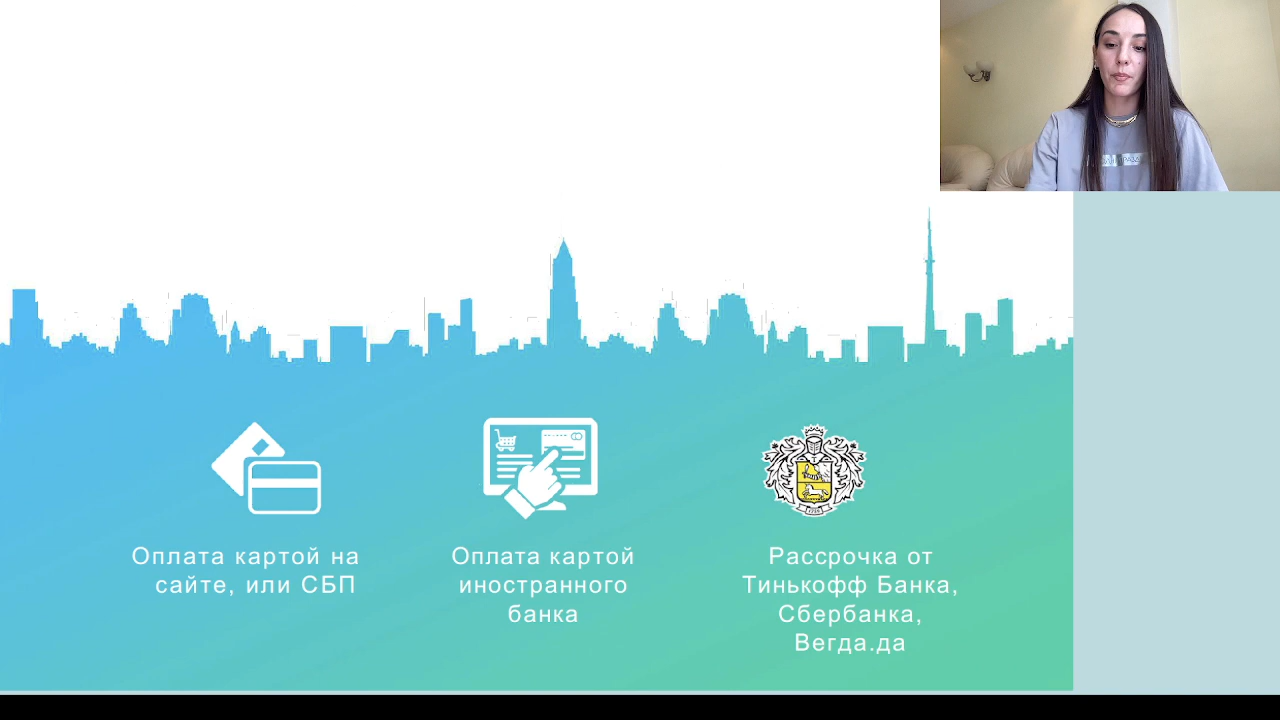 Оплата картой на
сайте, или СБП
Оплата картой
иностранного
банка
Рассрочка от
Тинькофф Банка,
Сбербанка,
Вегда.да